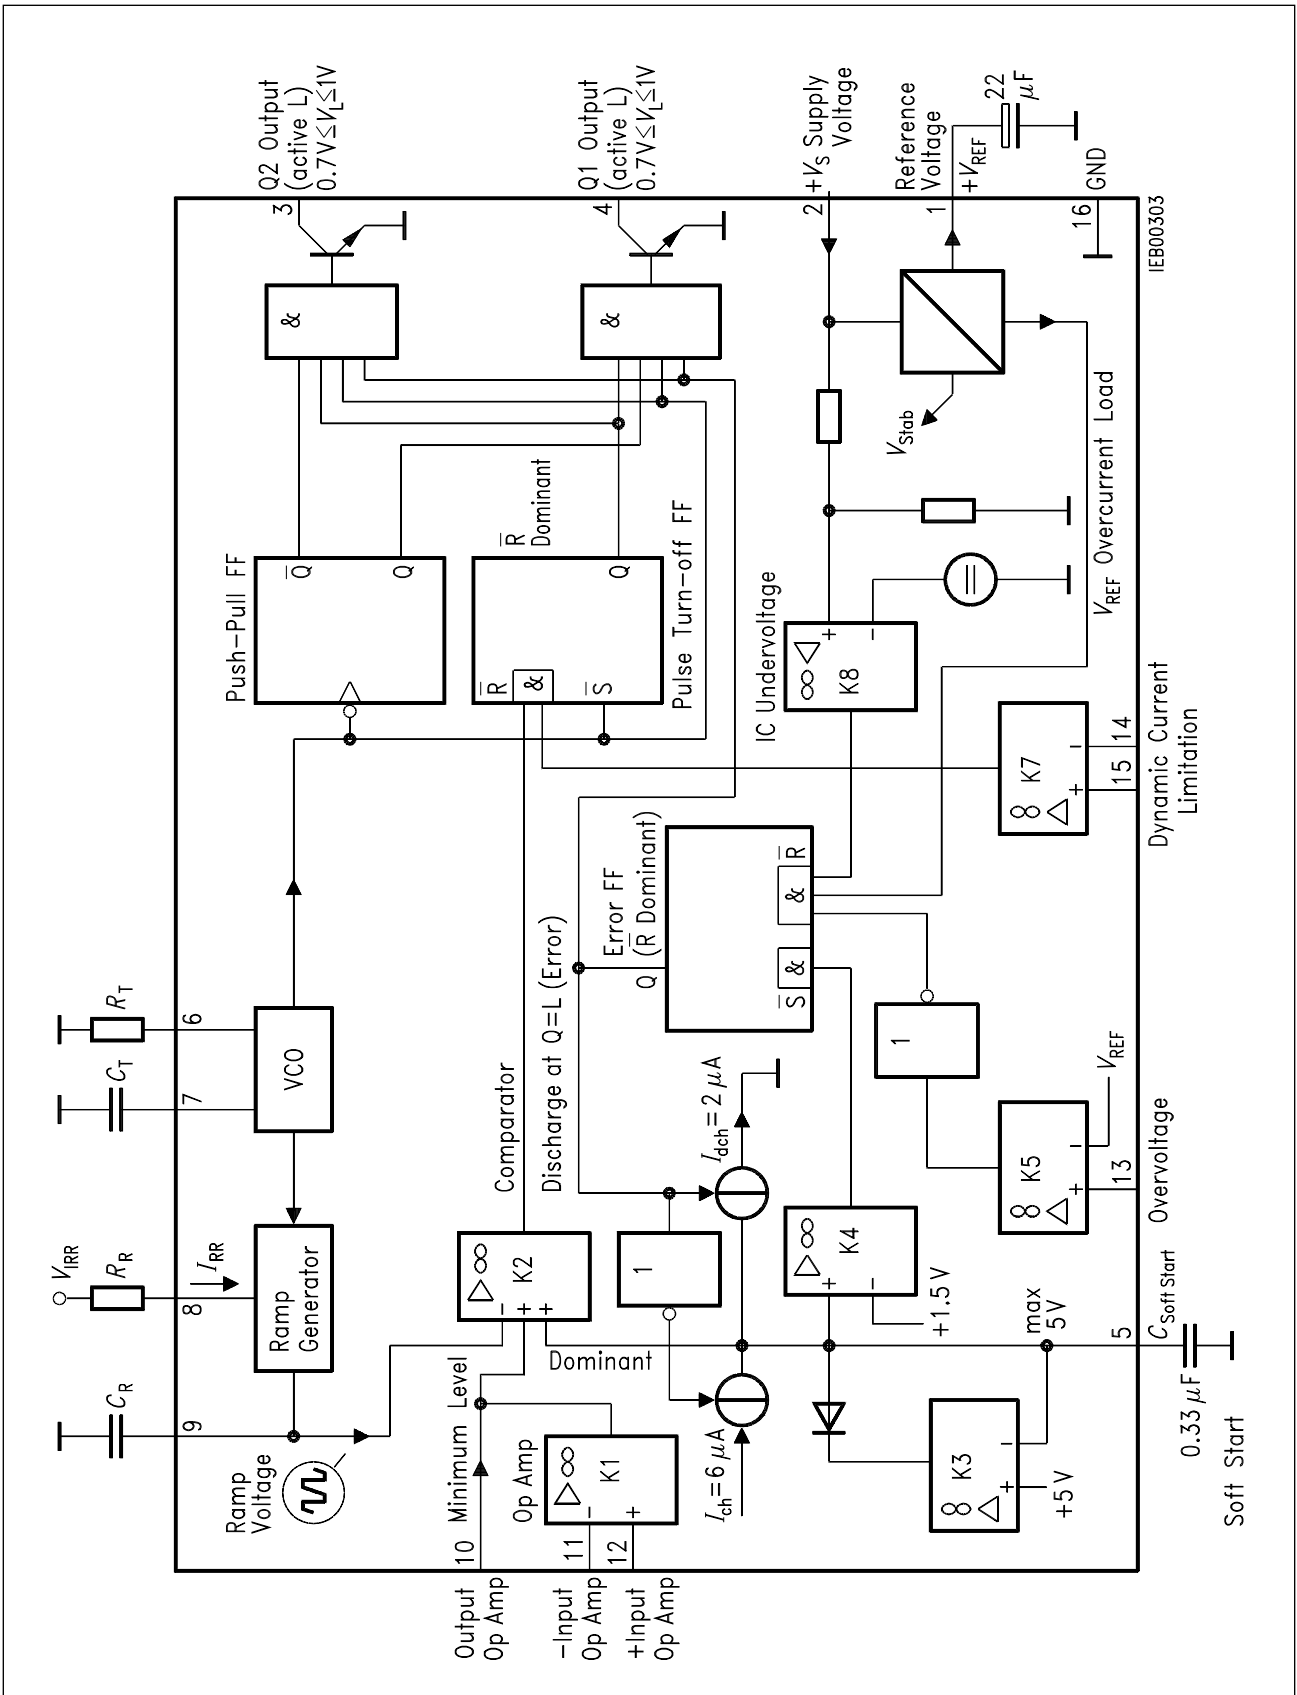 Q2 Output
(active L)
0.7V≤VL≤1V
3
Q1 Output
(active L)
0.7V≤VL≤1V
4
+VS Supply
Voltage
2
Reference
Voltage
+VREF
1
22
µF
16
GND
IEB00303
&
&
VStab
VREF Overcurrent Load
Push-Pull FF
Q
Q
R
Dominant
R
&
S
Q
Pulse Turn-off FF
IC Undervoltage
+
−
K8
∞
K7
∞
+
−
15
14
Dynamic Current
Limitation
RT
6
CT
7
VCO
Error FF
(R Dominant)
Q
S
&
&
R
Discharge at Q=L (Error)
Comparator
Idch=2 µA
1
VREF
K5
∞
+
−
13
Overvoltage
VIRR
RR
8
IRR
Ramp
Generator
K2
∞
−
+
+
Dominant
1
K4
∞
+
−
+1.5 V
max
5V
5
CSoft Start
CR
9
Ramp
Voltage
Minimum Level
Op Amp
K1
∞
−
+
Ich=6 µA
K3
∞
+
−
+5 V
0.33 µF
Soft Start
10
11
12
Output
Op Amp
−Input
Op Amp
+Input
Op Amp